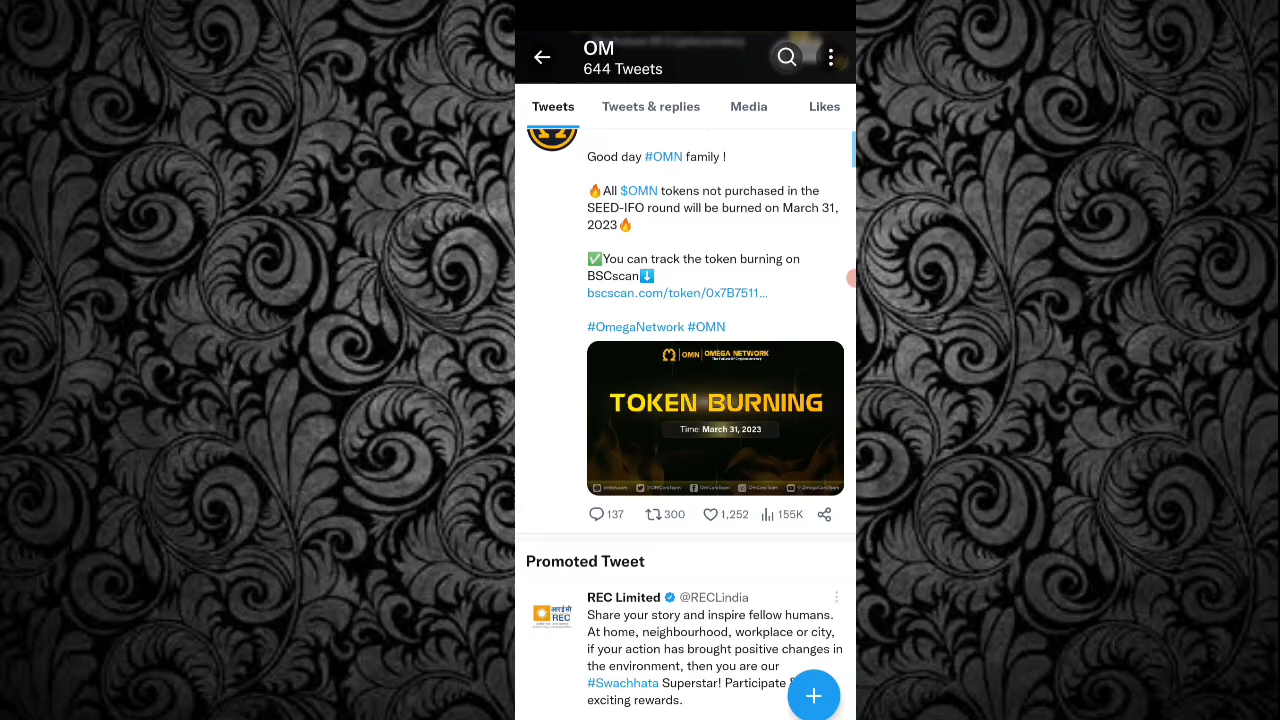 OM
644 Tweets
Tweets Tweets & replies Media Likes
Good day #OMN family !
🔥All $OMN tokens not purchased in the
SEED-IFO round will be burned on March 31,
2023🔥
✅You can track the token burning on
BSCscan⬇️
bscscan.com/token/0x7B7511...
#OmegaNetwork #OMN
OMN OMEGA NETWORK
The Future Of Cryptocurrency
TOKEN BURNING
Time: March 31, 2023
137 300 1,252 155K
Promoted Tweet
REC Limited @RECLindia
आर ई सी
REC
Share your story and inspire fellow humans.
At home, neighbourhood, workplace or city,
if your action has brought positive changes in
the environment, then you are our
#Swachhata Superstar! Participate
exciting rewards.